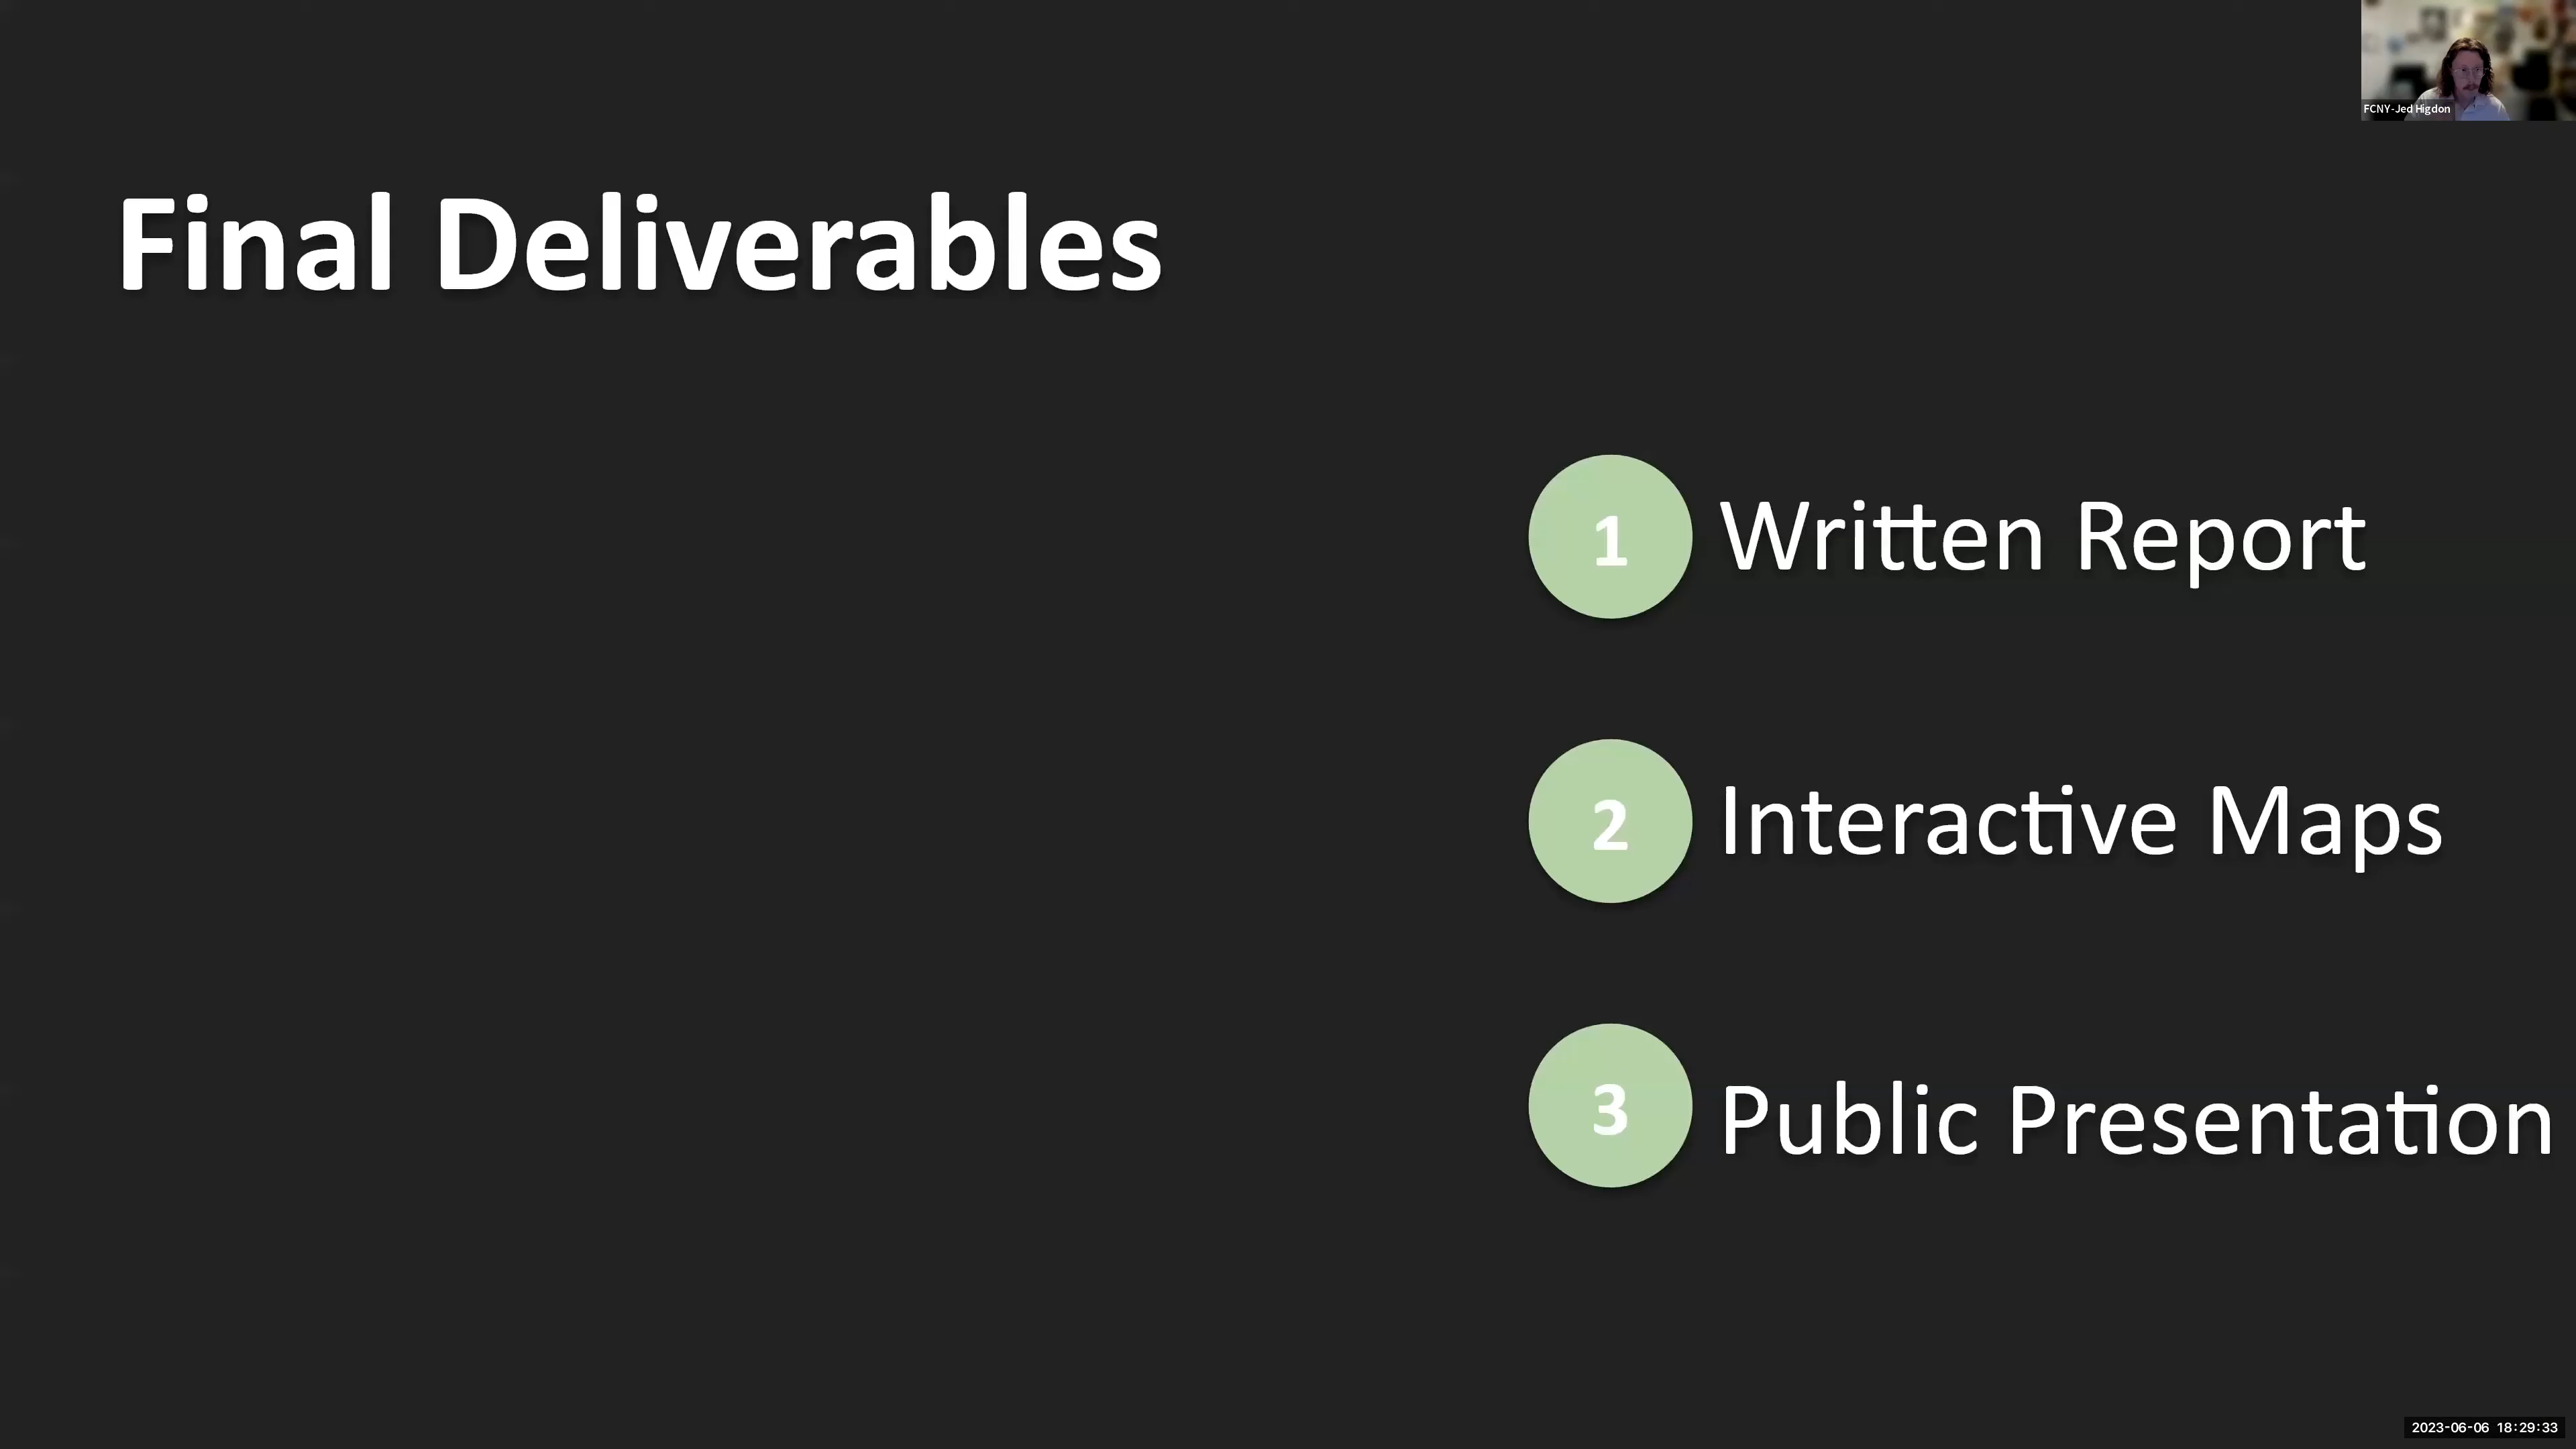 FCNY-Jed Higdon
Final Deliverables
1 Written Report
2 Interactive Maps
3 Public Presentation
2023-06-06 18:29:33